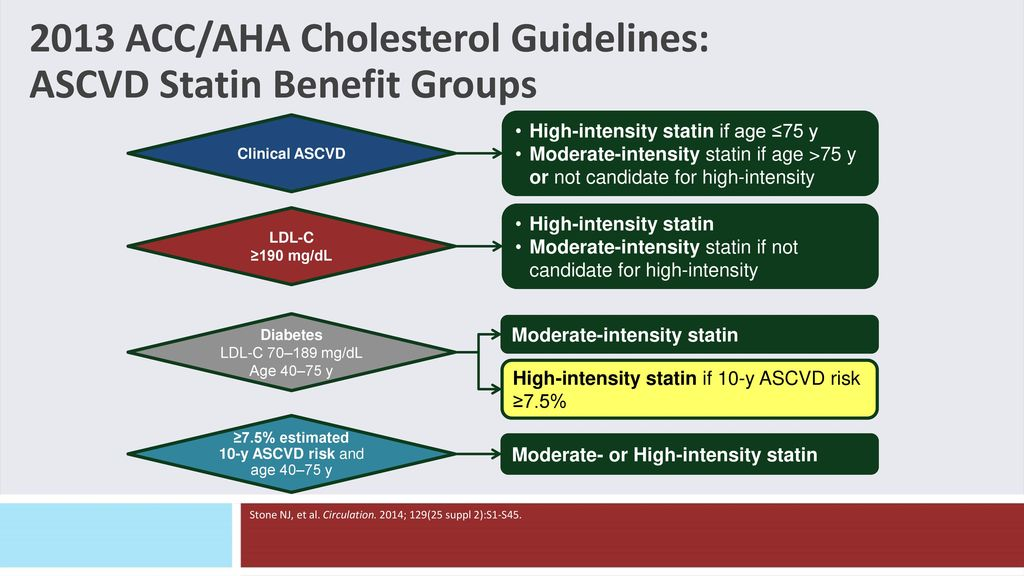 2013 ACC/AHA Cholesterol Guidelines:
ASCVD Statin Benefit Groups
Clinical ASCVD
• High-intensity statin if age ≤75 y
• Moderate-intensity statin if age >75 y
or not candidate for high-intensity
LDL-C
≥190 mg/dL
• High-intensity statin
• Moderate-intensity statin if not
candidate for high-intensity
Diabetes
LDL-C 70–189 mg/dL
Age 40–75 y
Moderate-intensity statin
High-intensity statin if 10-y ASCVD risk
≥7.5%
≥7.5% estimated
10-y ASCVD risk and
age 40–75 y
Moderate- or High-intensity statin
Stone NJ, et al. Circulation. 2014; 129(25 suppl 2):S1-S45.